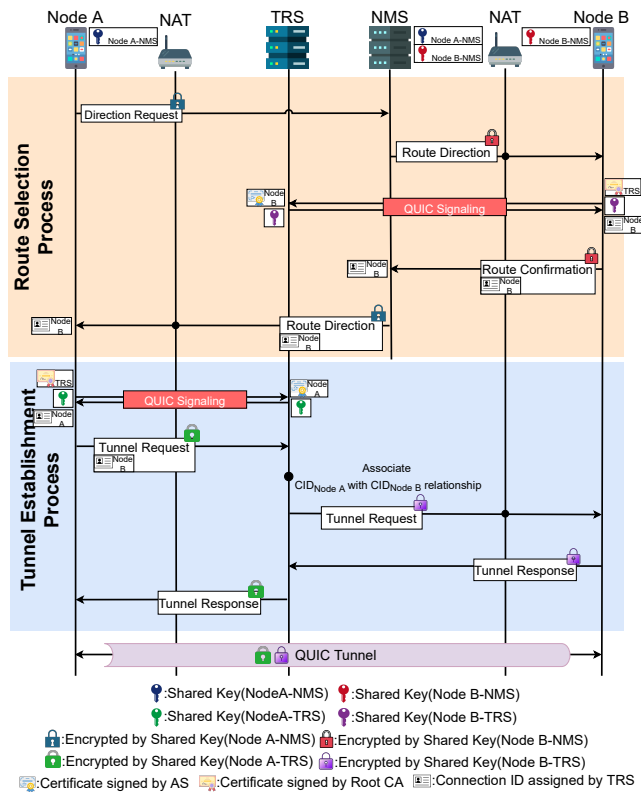 Node A
NAT
TRS
NMS
NAT
Node B
Node A-NMS
Node A-NMS
Node B-NMS
Node B-NMS
Route Selection
Process
Direction Request
Route Direction
Node
B
TRS
QUIC Signaling
Node
B
Node
B
Route Confirmation
Node
B
Node
B
Route Direction
Node
B
Tunnel Establishment
Process
TRS
Node
A
QUIC Signaling
Node
A
Tunnel Request
Node
B
Associate
CIDNode A with CIDNode B relationship
Tunnel Request
Tunnel Response
Tunnel Response
QUIC Tunnel
:Shared Key(NodeA-NMS)
:Shared Key(Node B-NMS)
:Shared Key(NodeA-TRS)
:Shared Key(Node B-TRS)
:Encrypted by Shared Key(Node A-NMS)
:Encrypted by Shared Key(Node B-NMS)
:Encrypted by Shared Key(Node A-TRS)
:Encrypted by Shared Key(Node B-TRS)
:Certificate signed by AS
:Certificate signed by Root CA
:Connection ID assigned by TRS